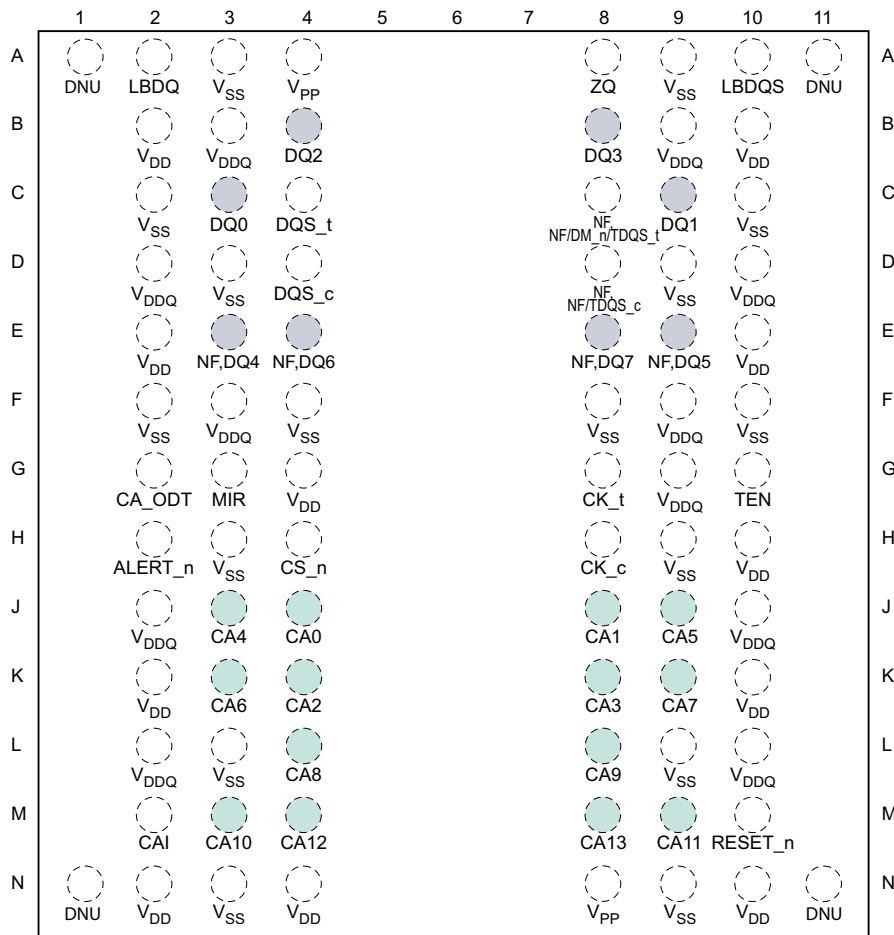 1 2 3 4 5 6 7 8 9 10 11
A A
DNU LBDQ VSS VPP ZQ VSS LBDQS DNU
B B
VDD VDDQ DQ2 DQ3 VDDQ VDD
C C
VSS DQ0 DQS_t NF, NF/DM_n/TDQS_t DQ1 VSS
D D
VDDQ VSS DQS_c NF, NF/TDQS_c VSS VDDQ
E E
VDD NF,DQ4 NF,DQ6 NF,DQ7 NF,DQ5 VDD
F F
VSS VDDQ VSS VSS VDDQ VSS
G G
CA_ODT MIR VDD CK_t VDDQ TEN
H H
ALERT_n VSS CS_n CK_c VSS VDD
J J
VDDQ CA4 CA0 CA1 CA5 VDDQ
K K
VDD CA6 CA2 CA3 CA7 VDD
L L
VDDQ VSS CA8 CA9 VSS VDDQ
M M
CAI CA10 CA12 CA13 CA11 RESET_n
N N
DNU VDD VSS VDD VPP VSS VDD DNU